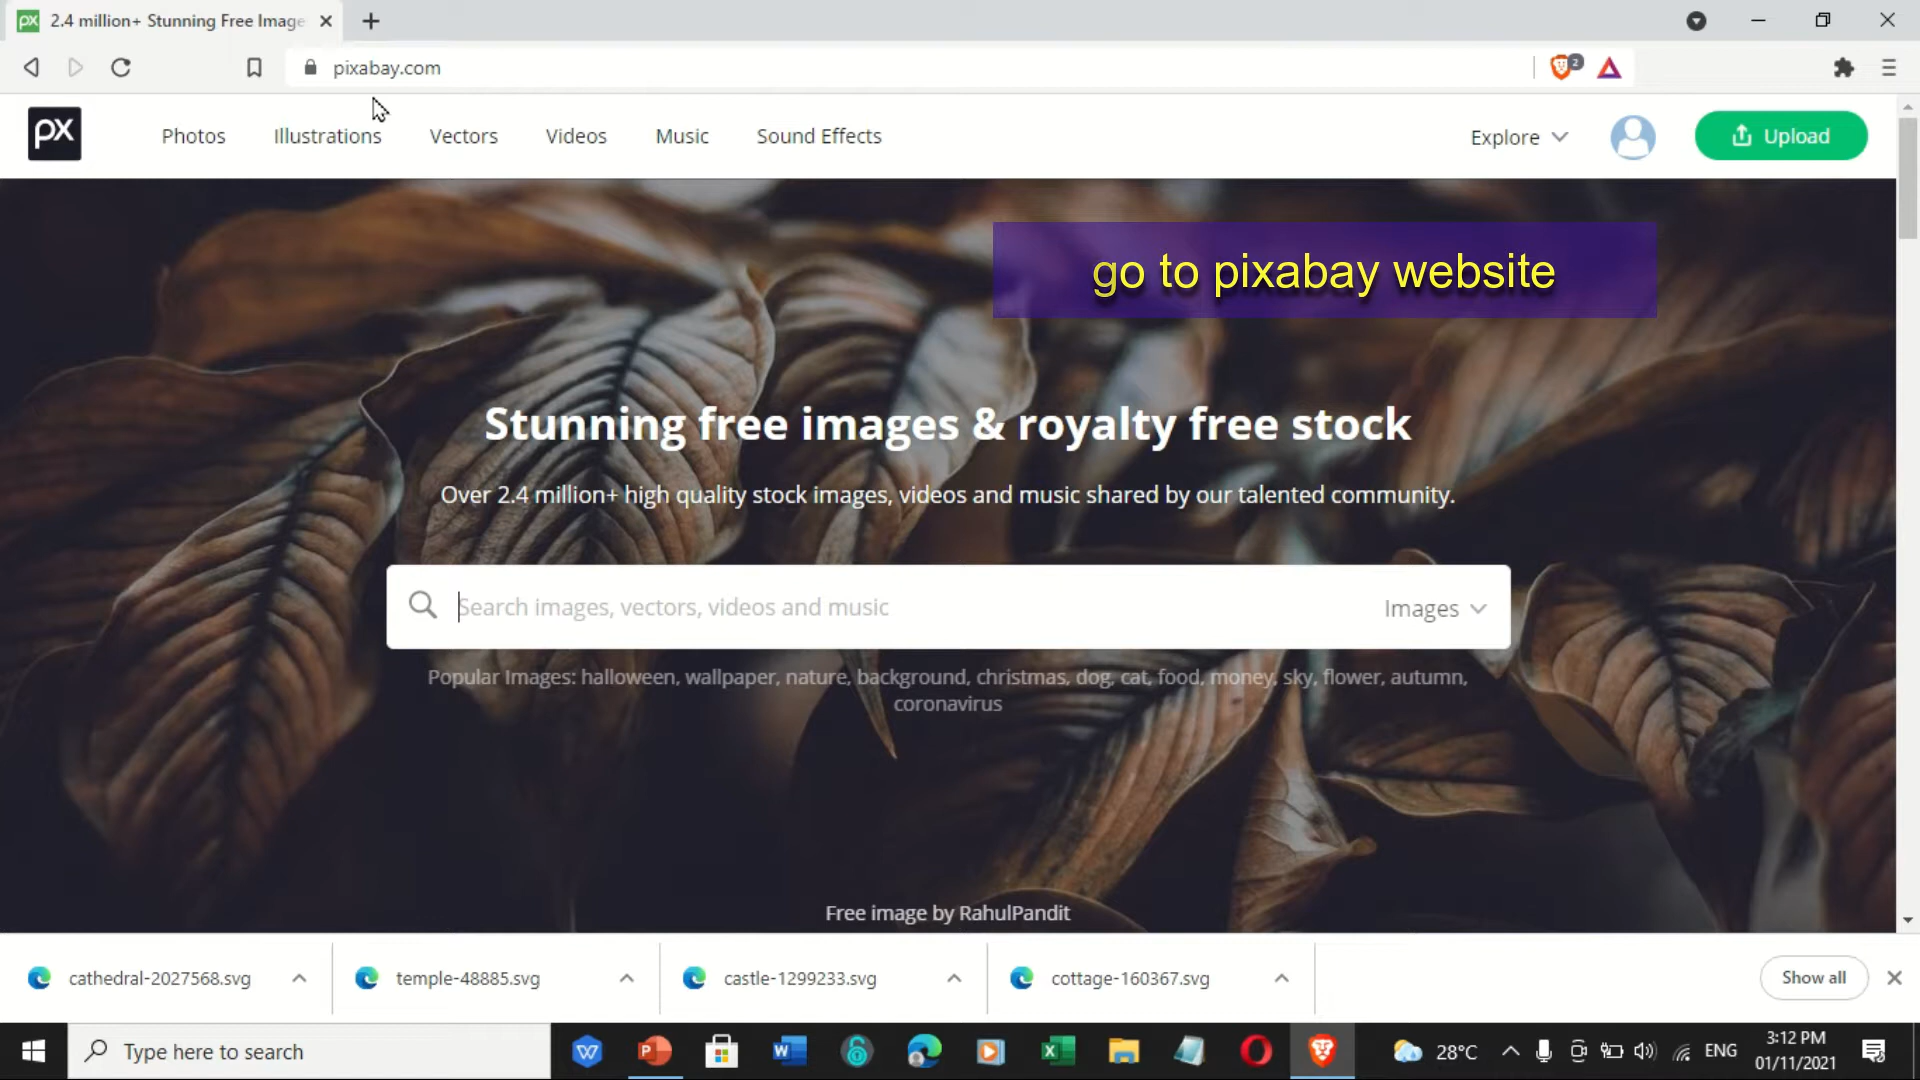 2.4 million+ Stunning Free Image
pixabay.com
2
px
Photos
Illustrations
Vectors
Videos
Music
Sound Effects
Explore
Upload
go to pixabay website
Stunning free images & royalty free stock
Over 2.4 million+ high quality stock images, videos and music shared by our talented community.
Search images, vectors, videos and music
Images
Popular Images: halloween, wallpaper, nature, background, christmas, dog, cat, food, money, sky, flower, autumn,
coronavirus
Free image by RahulPandit
cathedral-2027568.svg
temple-48885.svg
castle-1299233.svg
cottage-160367.svg
Show all
Type here to search
28°C
ENG
3:12 PM
01/11/2021